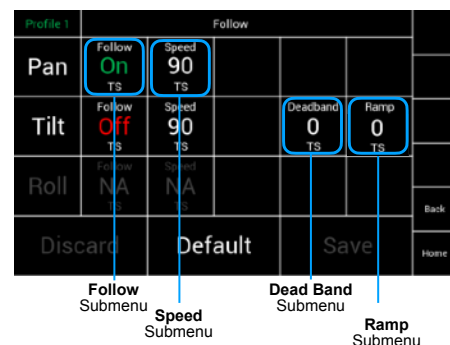 Profile 1 Follow
Follow Speed
Pan On 90
TS TS
Follow Speed Deadband Ramp
Tilt Off 90 0 0
TS TS TS TS
Follow Speed
Roll NA NA
TS TS
Back
Discard Default Save
Home
Follow
Submenu
Speed
Submenu
Dead Band
Submenu
Ramp
Submenu